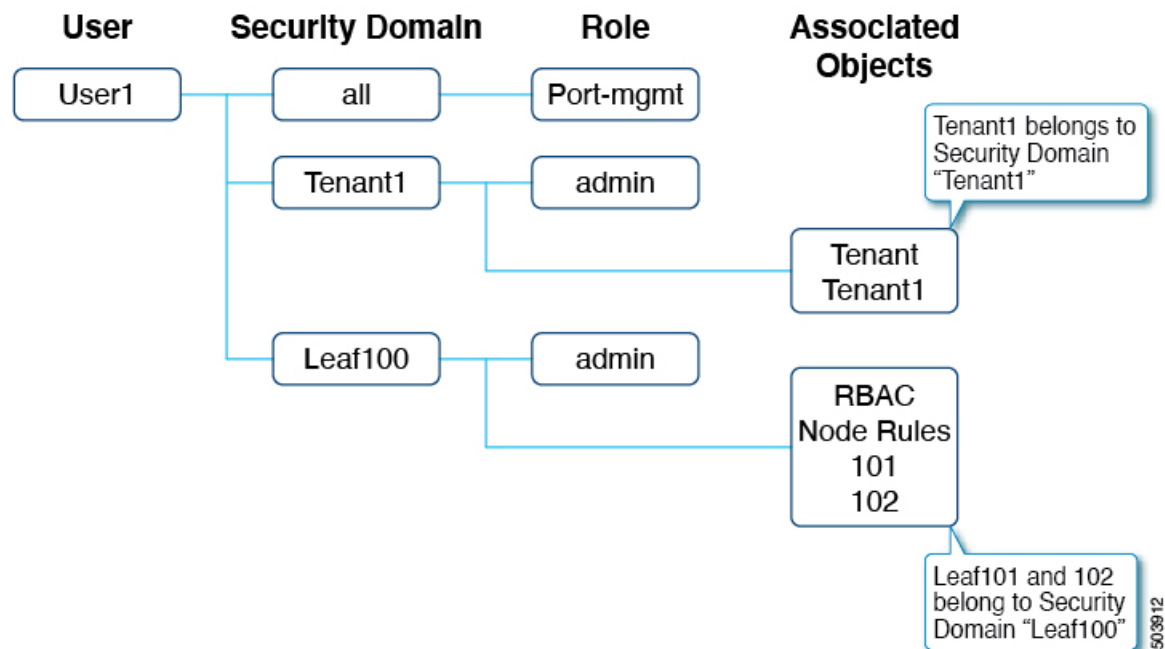 User
Security Domain
Role
Associated
Objects
User1
all
Port-mgmt
Tenant1 belongs to
Security Domain
“Tenant1”
Tenant1
admin
Tenant
Tenant1
Leaf100
admin
RBAC
Node Rules
101
102
Leaf101 and 102
belong to Security
Domain “Leaf100”
503912